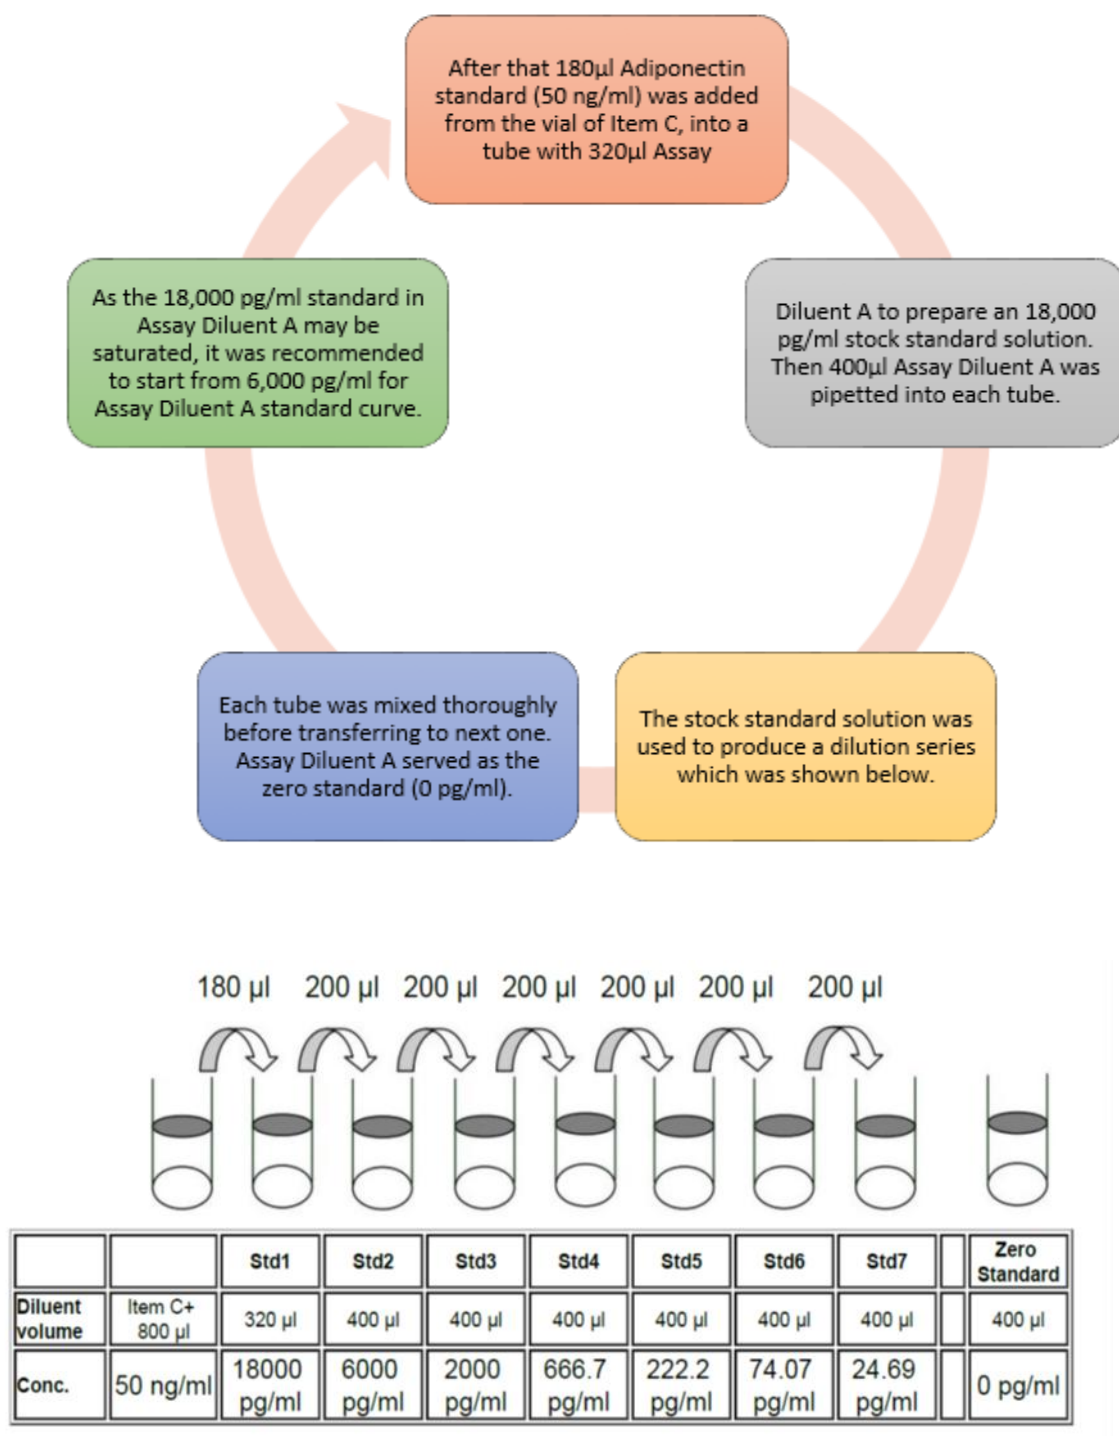 After that 180µl Adiponectin
standard (50 ng/ml) was added
from the vial of Item C, into a
tube with 320µl Assay
Diluent A to prepare an 18,000
pg/ml stock standard solution.
Then 400µl Assay Diluent A was
pipetted into each tube.
The stock standard solution was
used to produce a dilution series
which was shown below.
Each tube was mixed thoroughly
before transferring to next one.
Assay Diluent A served as the
zero standard (0 pg/ml).
As the 18,000 pg/ml standard in
Assay Diluent A may be
saturated, it was recommended
to start from 6,000 pg/ml for
Assay Diluent A standard curve.
180 µl 200 µl 200 µl 200 µl 200 µl 200 µl 200 µl
Std1 Std2 Std3 Std4 Std5 Std6 Std7 Zero Standard
Diluent volume Item C+ 800 µl 320 µl 400 µl 400 µl 400 µl 400 µl 400 µl 400 µl 400 µl
Conc. 50 ng/ml 18000 pg/ml 6000 pg/ml 2000 pg/ml 666.7 pg/ml 222.2 pg/ml 74.07 pg/ml 24.69 pg/ml 0 pg/ml